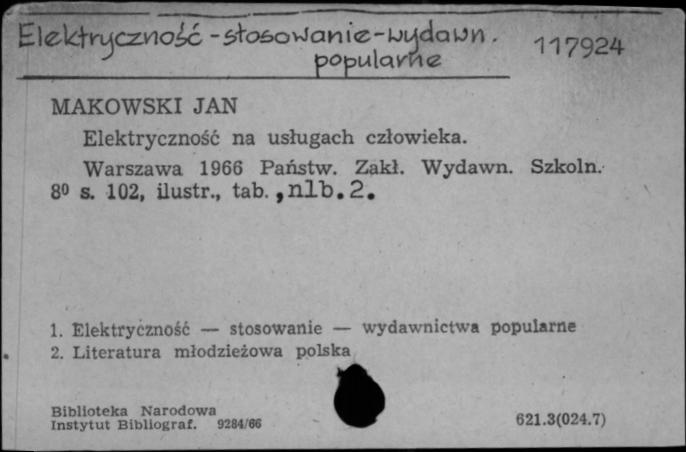 Elektryczność - stosowanie - wydawn.
popularne
117924
MAKOWSKI JAN
Elektryczność na usługach człowieka.
Warszawa 1966 Państw. Zakł. Wydawn. Szkoln.
8⁰ s. 102, ilustr., tab. ,nlb.2.
1. Elektryczność — stosowanie — wydawnictwa popularne
2. Literatura młodzieżowa polska
Biblioteka Narodowa
Instytut Bibliograf. 9284/66
621.3(024.7)